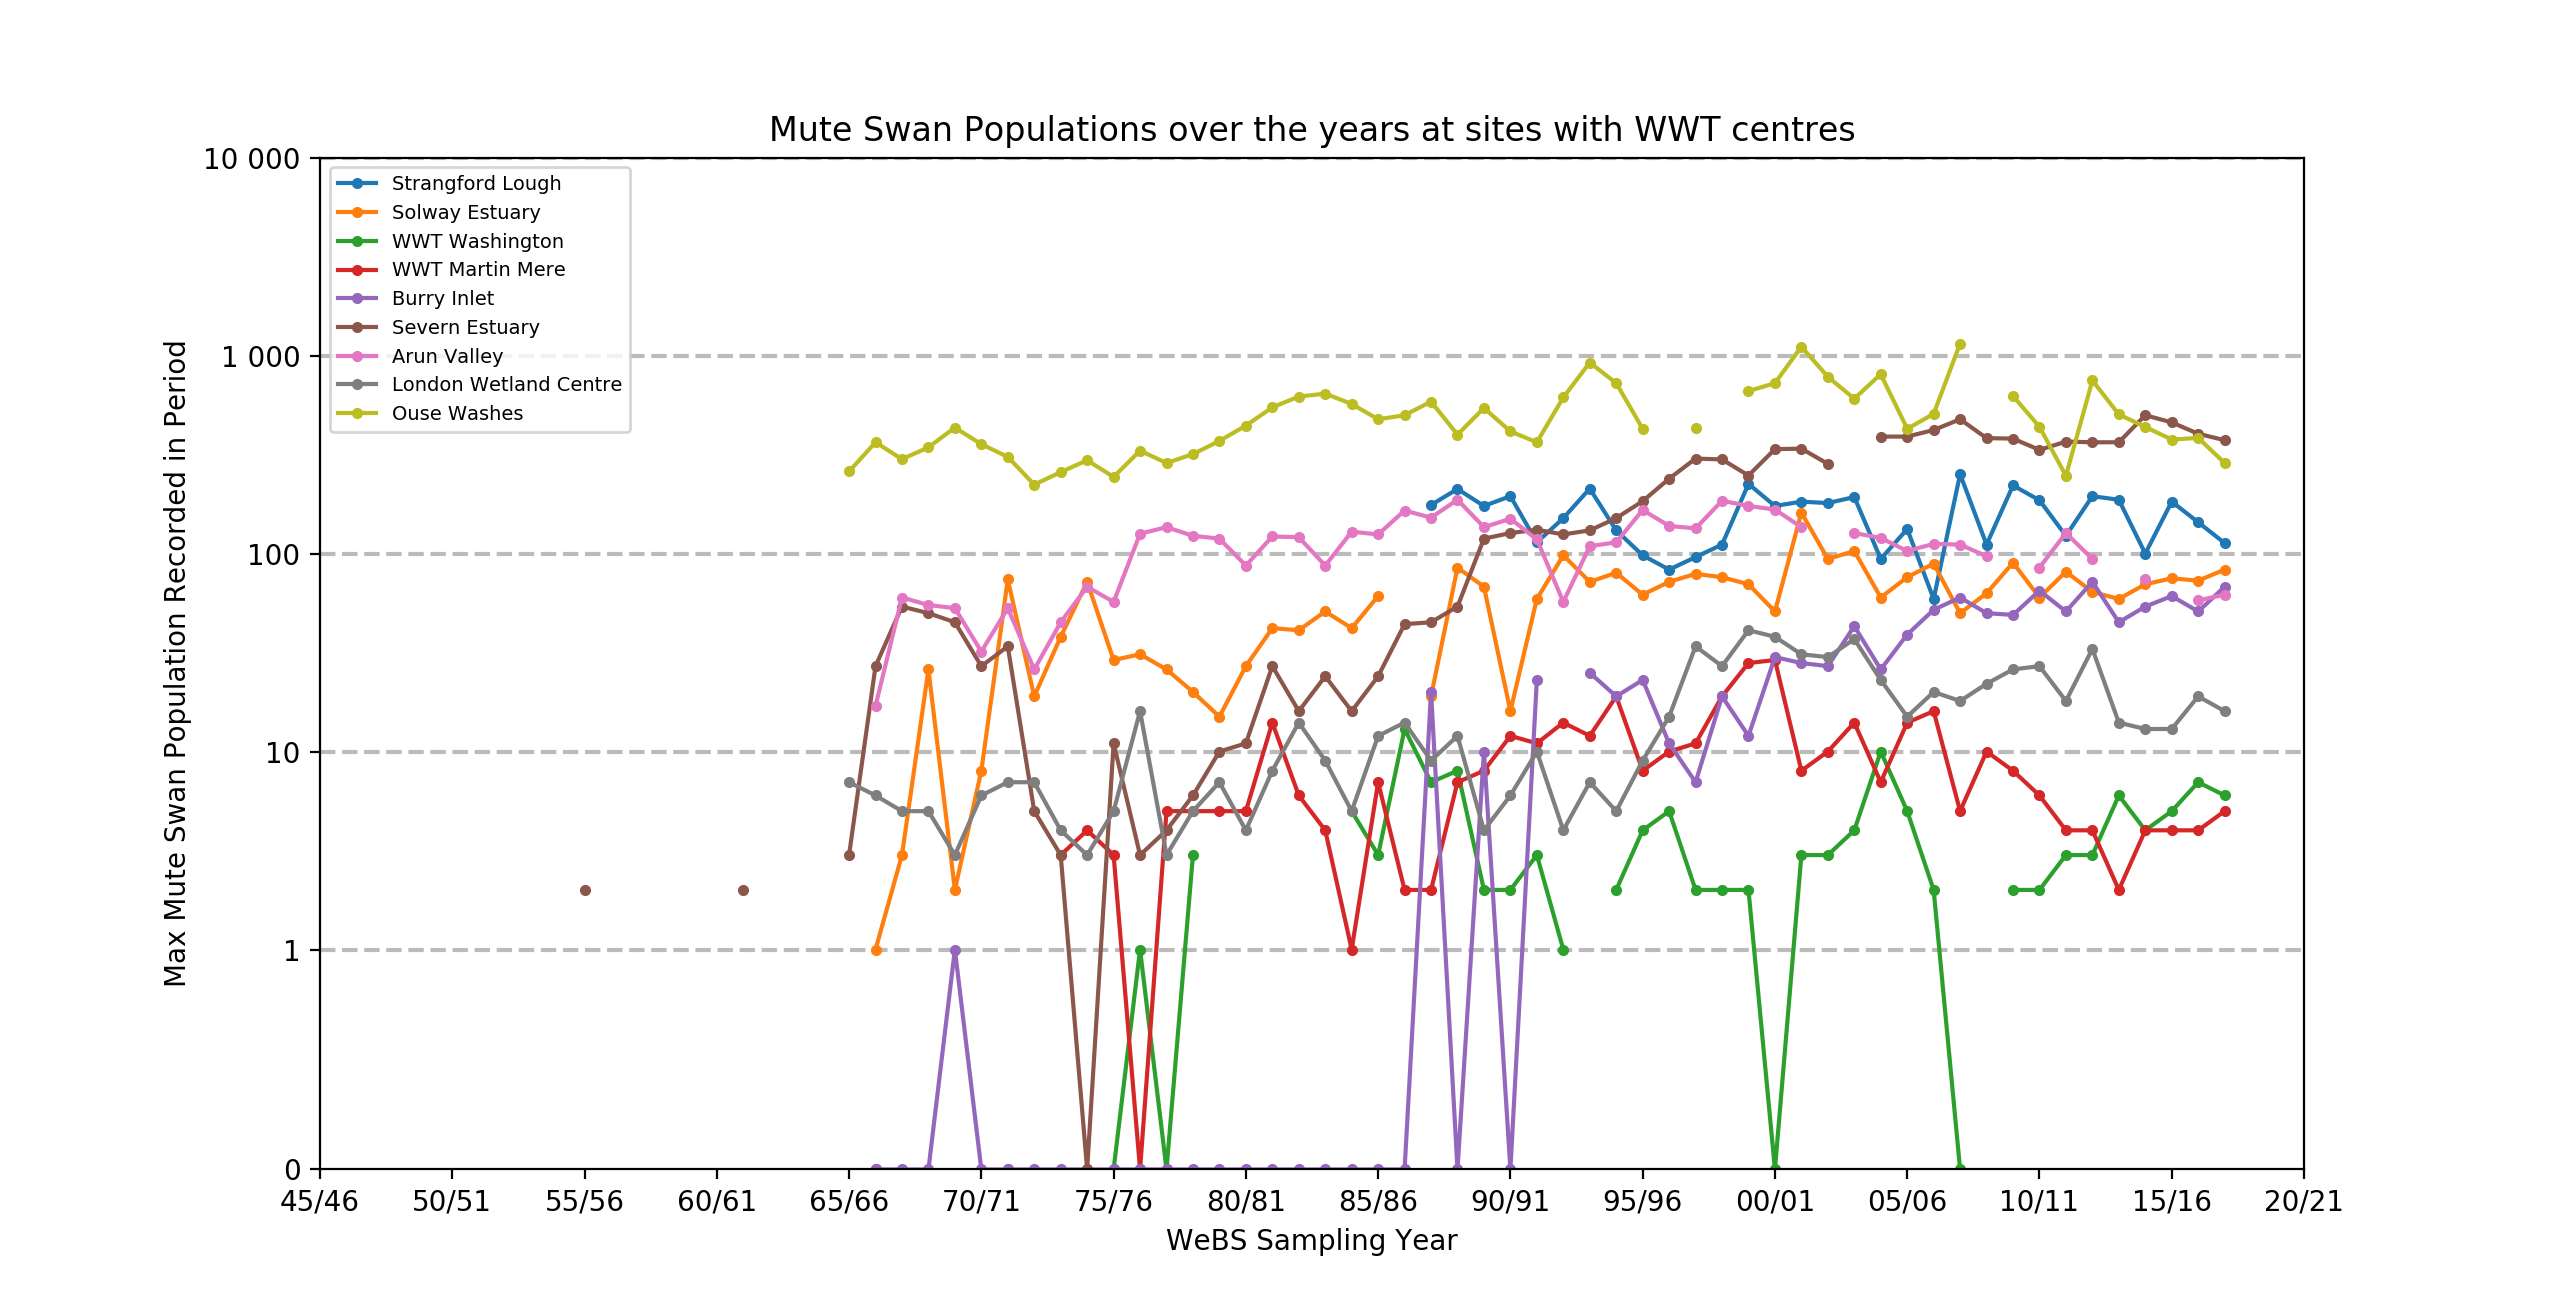 Mute Swan Populations over the years at sites with WWT centres
10 000
1 000
100
10
1
0
Max Mute Swan Population Recorded in Period
Strangford Lough
Solway Estuary
WWT Washington
WWT Martin Mere
Burry Inlet
Severn Estuary
Arun Valley
London Wetland Centre
Ouse Washes
45/46 50/51 55/56 60/61 65/66 70/71 75/76 80/81 85/86 90/91 95/96 00/01 05/06 10/11 15/16 20/21
WeBS Sampling Year